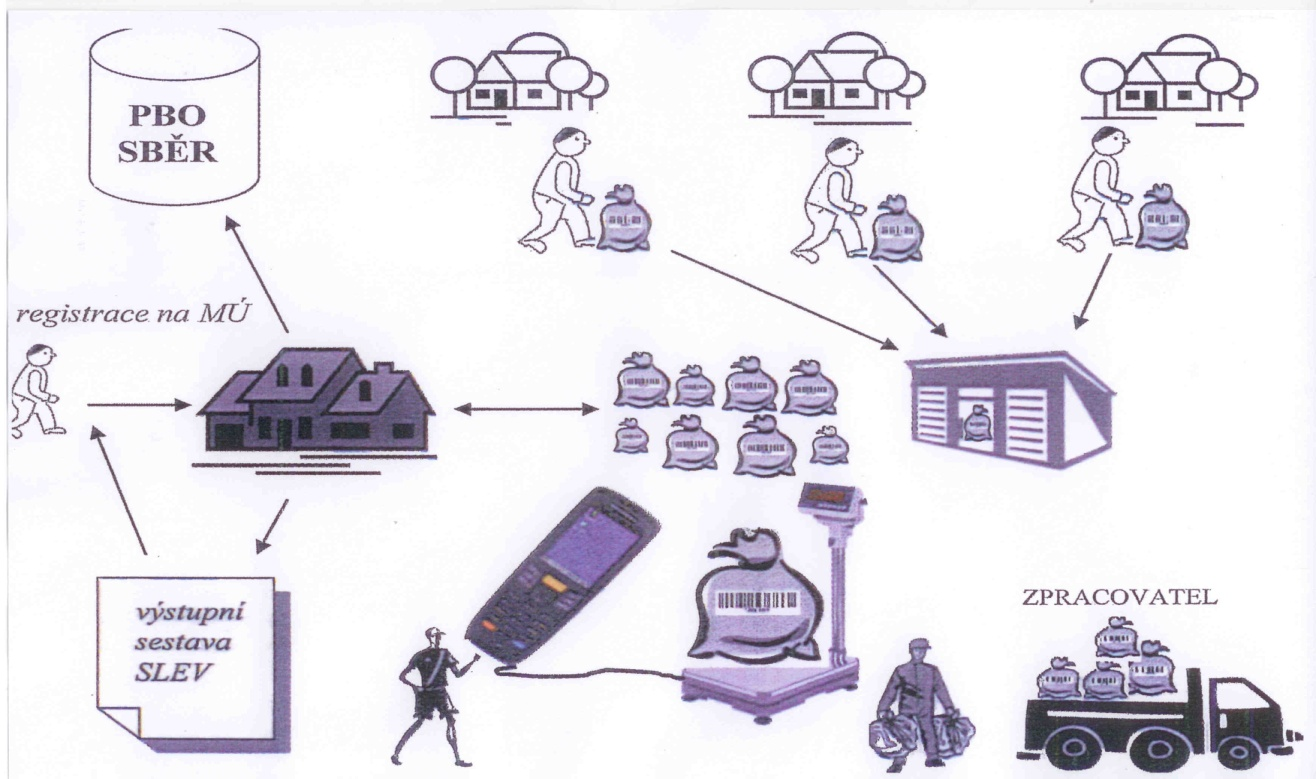 PBO
SBĚR
registrace na MÚ
výstupní
sestava
SLEV
ZPRACOVATEL